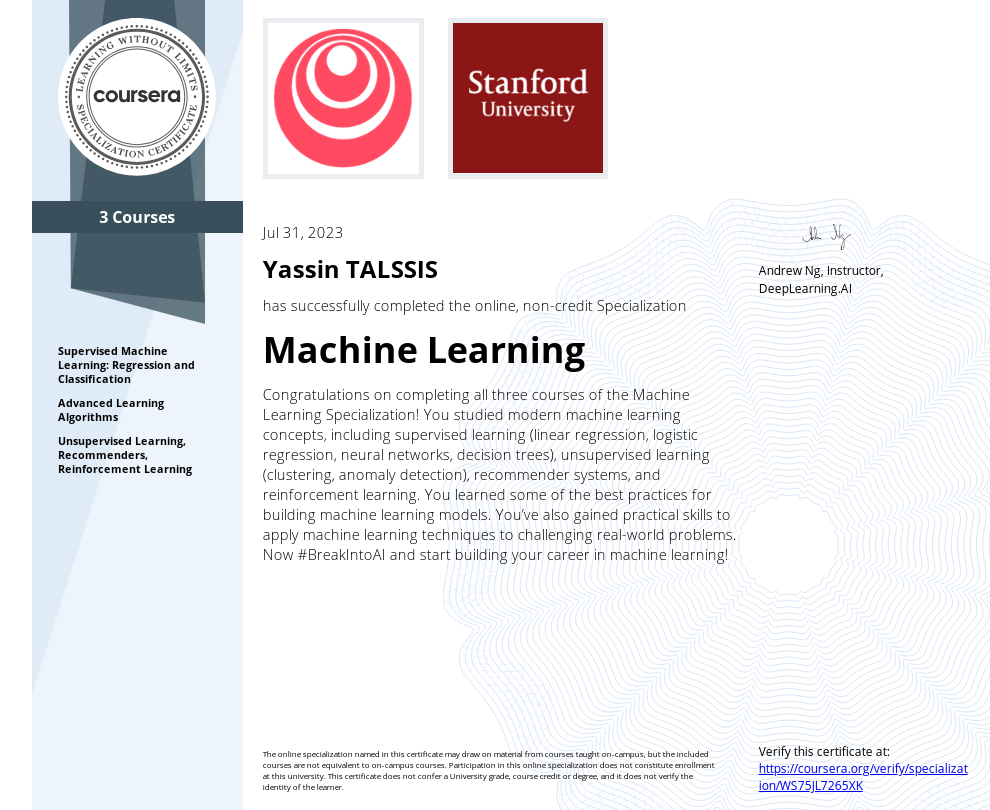 LEARNING WITHOUT LIMITS
coursera
SPECIALIZATION CERTIFICATE
Stanford
University
3 Courses
Supervised Machine
Learning: Regression and
Classification
Advanced Learning
Algorithms
Unsupervised Learning,
Recommenders,
Reinforcement Learning
Jul 31, 2023
Yassin TALSSIS
has successfully completed the online, non-credit Specialization
Machine Learning
Congratulations on completing all three courses of the Machine
Learning Specialization! You studied modern machine learning
concepts, including supervised learning (linear regression, logistic
regression, neural networks, decision trees), unsupervised learning
(clustering, anomaly detection), recommender systems, and
reinforcement learning. You learned some of the best practices for
building machine learning models. You’ve also gained practical skills to
apply machine learning techniques to challenging real-world problems.
Now #BreakIntoAI and start building your career in machine learning!
Andrew Ng, Instructor,
DeepLearning.AI
The online specialization named in this certificate may draw on material from courses taught on-campus, but the included
courses are not equivalent to on-campus courses. Participation in this online specialization does not constitute enrollment
at this university. This certificate does not confer a University grade, course credit or degree, and it does not verify the
identity of the learner.
Verify this certificate at:
https://coursera.org/verify/specializat
ion/WS75JL7265XK